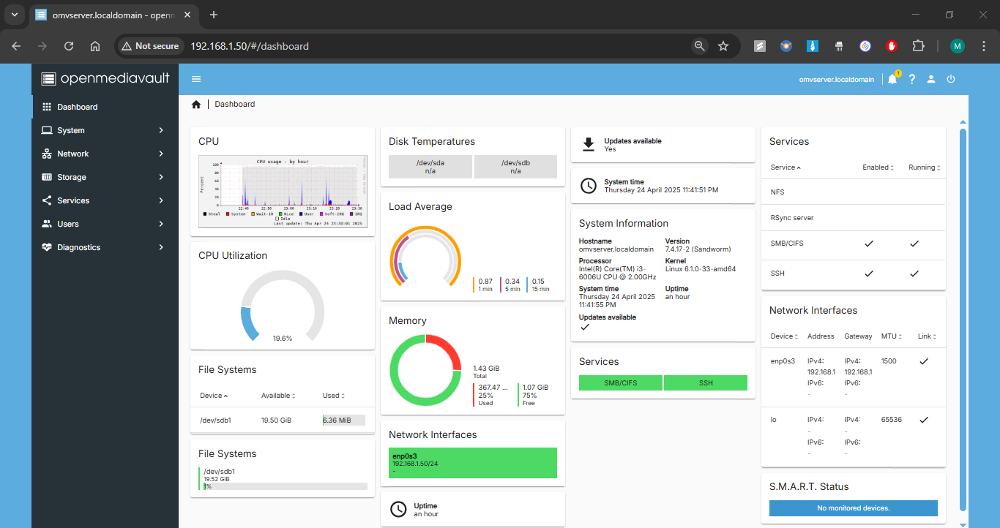 omvserver.localdomain - openn
Not secure
192.168.1.50/#/dashboard
M
openmediavault
omvserver.localdomain
1
Dashboard
System
Network
Storage
Services
Users
Diagnostics
Dashboard
CPU
CPU usage - by hour
Percent
100
80
60
40
20
0
22:40 22:50 23:00 23:10 23:20 23:30
Steal System Wait-IO Nice User Soft-IRQ IRQ
Idle
Last update: Thu Apr 24 23:38:01 2025
CPU Utilization
19.6%
File Systems
Device Available Used
/dev/sdb1 19.50 GiB 6.36 MiB
File Systems
/dev/sdb1
19.52 GiB
1%
Disk Temperatures
/dev/sda
n/a
/dev/sdb
n/a
Load Average
0.87 0.34 0.15
1 min 5 min 15 min
Memory
1.43 GiB
Total
367.47 ...
25%
Used
1.07 GiB
75%
Free
Network Interfaces
enp0s3
192.168.1.50/24
-
Uptime
an hour
Updates available
Yes
System time
Thursday 24 April 2025 11:41:51 PM
System Information
Hostname
omvserver.localdomain
Version
7.4.17-2 (Sandworm)
Processor
Intel(R) Core(TM) i3-
6006U CPU @ 2.00GHz
Kernel
Linux 6.1.0-33-amd64
System time
Thursday 24 April 2025
11:41:55 PM
Uptime
an hour
Updates available
Services
SMB/CIFS SSH
Services
Service Enabled Running
NFS
RSync server
SMB/CIFS
SSH
Network Interfaces
Device Address Gateway MTU Link
enp0s3 IPv4: IPv4: 1500
192.168.1 192.168.1
IPv6: IPv6:
- -
lo IPv4: IPv4: 65536
- -
IPv6: IPv6:
- -
S.M.A.R.T. Status
No monitored devices.